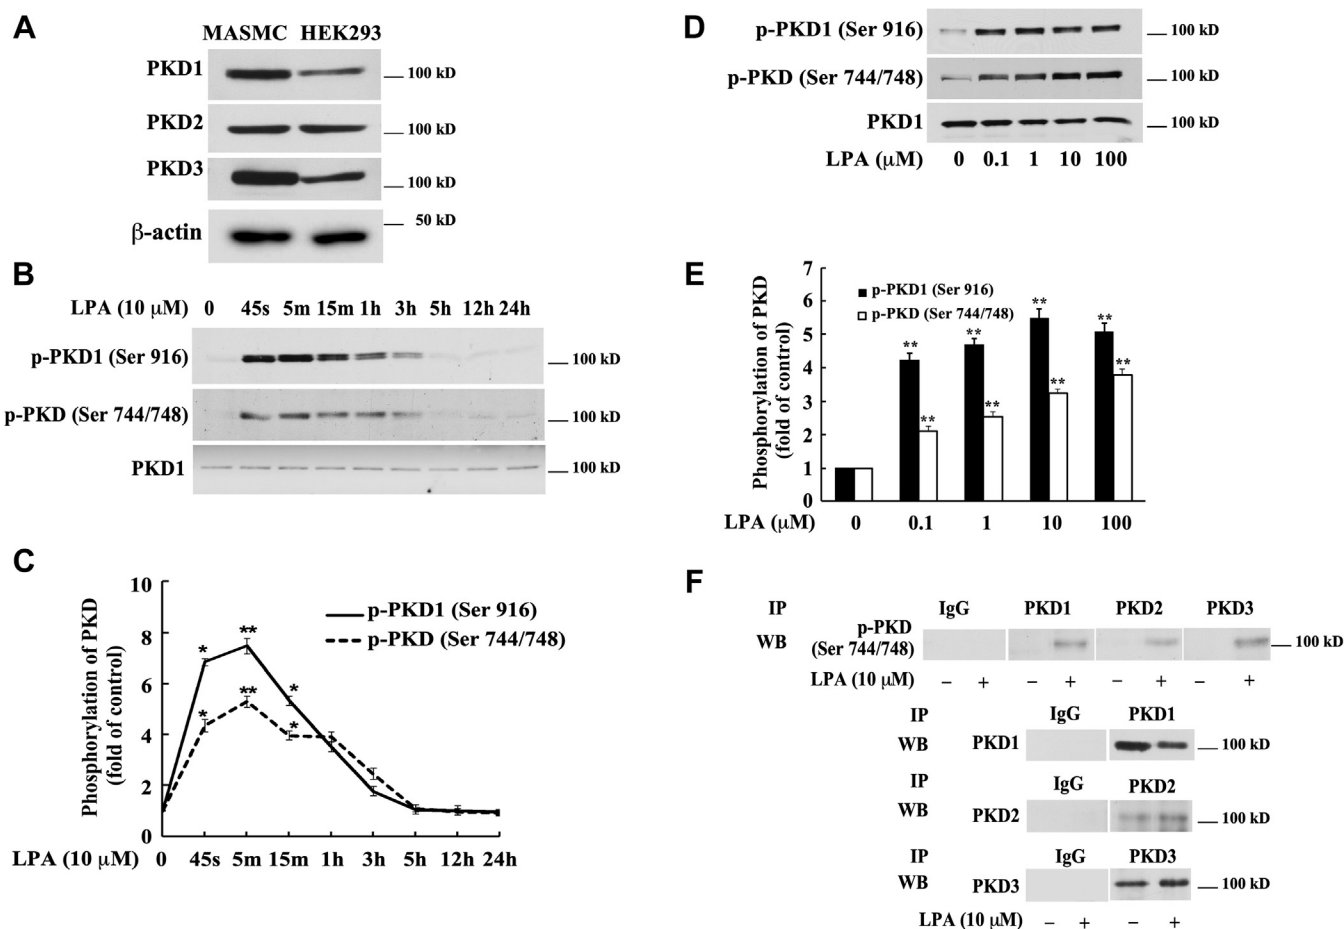 A
MASMC HEK293
PKD1
100 kD
PKD2
100 kD
PKD3
100 kD
β-actin
50 kD
B
LPA (10 μM) 0 45s 5m 15m 1h 3h 5h 12h 24h
p-PKD1 (Ser 916)
100 kD
p-PKD (Ser 744/748)
100 kD
PKD1
100 kD
C
Phosphorylation of PKD
(fold of control)
10
8
6
4
2
0
p-PKD1 (Ser 916)
p-PKD (Ser 744/748)
* ** *
* ** *
LPA (10 μM) 0 45s 5m 15m 1h 3h 5h 12h 24h
D
p-PKD1 (Ser 916)
100 kD
p-PKD (Ser 744/748)
100 kD
PKD1
100 kD
LPA (μM) 0 0.1 1 10 100
E
Phosphorylation of PKD
(fold of control)
7
6
5
4
3
2
1
0
p-PKD1 (Ser 916)
p-PKD (Ser 744/748)
** ** ** **
** ** ** **
LPA (μM) 0 0.1 1 10 100
F
IP IgG PKD1 PKD2 PKD3
WB p-PKD
(Ser 744/748)
100 kD
LPA (10 μM) – + – + – + – +
IP IgG PKD1
WB PKD1 100 kD
IP IgG PKD2
WB PKD2 100 kD
IP IgG PKD3
WB PKD3 100 kD
LPA (10 μM) – + – +